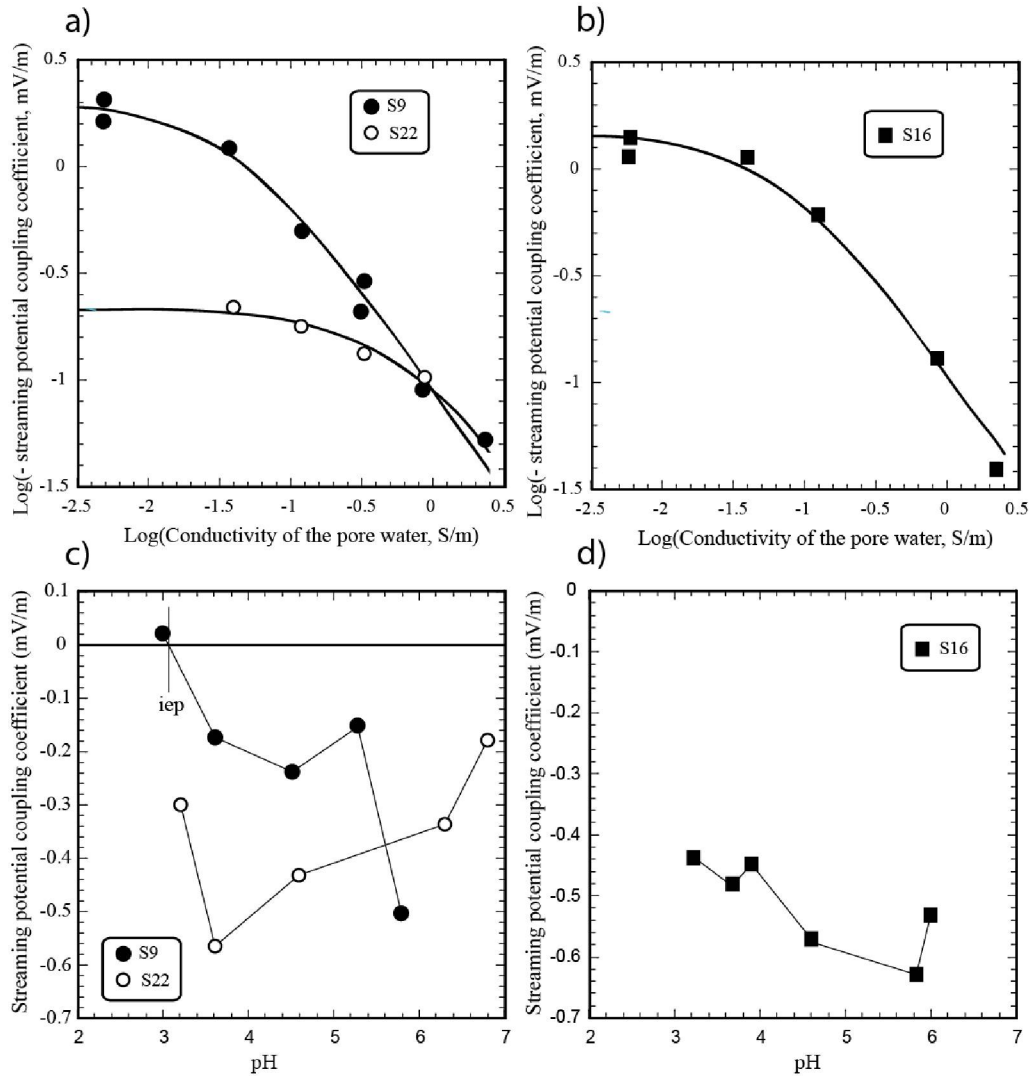 a)
Log(- streaming potential coupling coeffiicient, mV/m)
0.5
0
-0.5
-1
-1.5
S9
S22
-2.5
-2
-1.5
-1
-0.5
0
0.5
Log(Conductivity of the pore water, S/m)
b)
Log(- streaming potential coupling coeffiicient, mV/m)
0.5
0
-0.5
-1
-1.5
S16
-2.5
-2
-1.5
-1
-0.5
0
0.5
Log(Conductivity of the pore water, S/m)
c)
Streaming potential coupling coeffiicient (mV/m)
0.1
0
-0.1
-0.2
-0.3
-0.4
-0.5
-0.6
-0.7
iep
S9
S22
2
3
4
5
6
7
pH
d)
Streaming potential coupling coeffiicient (mV/m)
0
-0.1
-0.2
-0.3
-0.4
-0.5
-0.6
-0.7
S16
2
3
4
5
6
7
pH